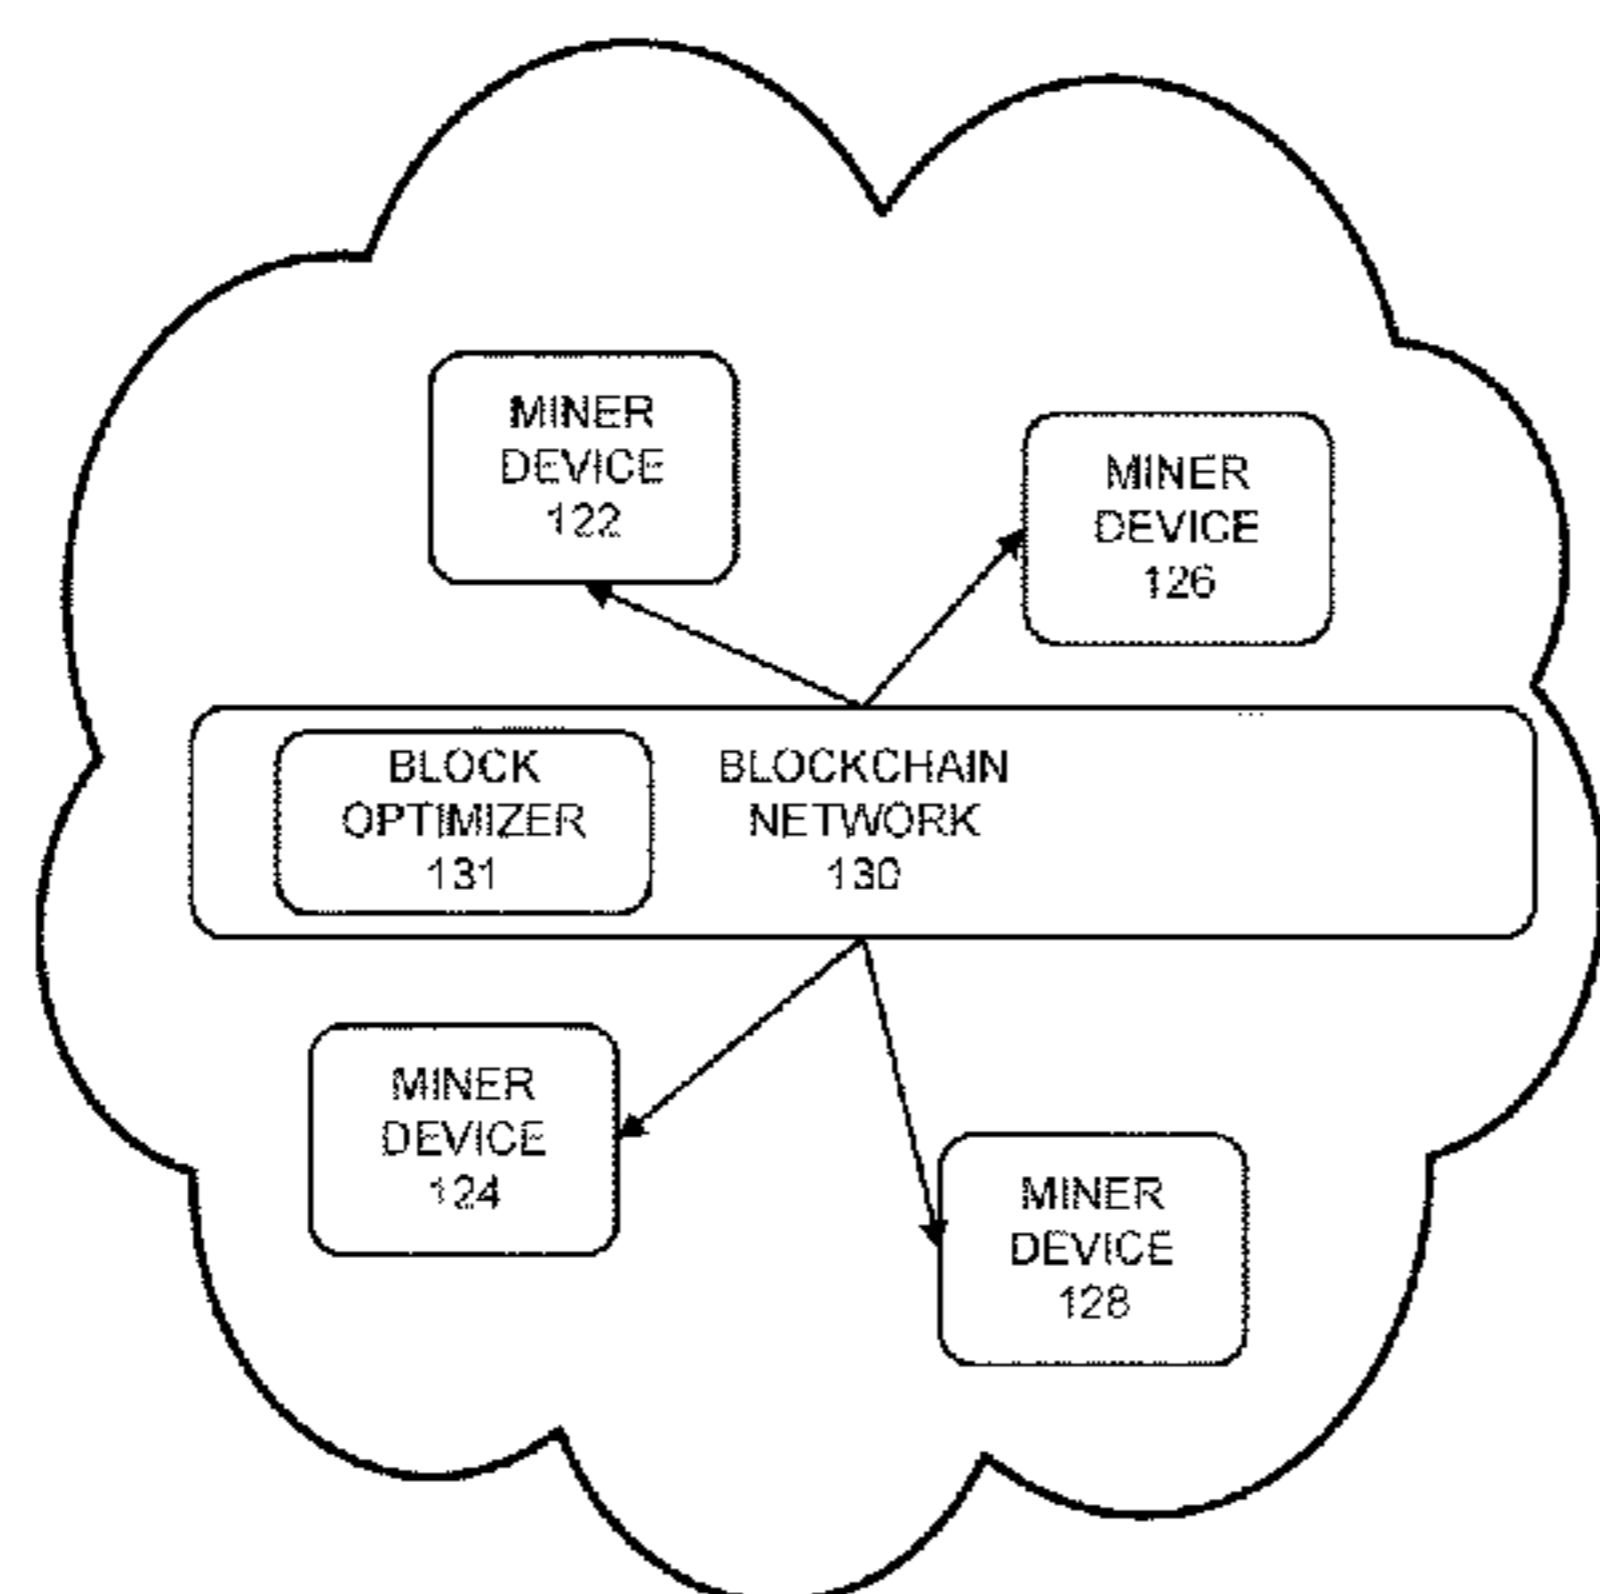 MINER
DEVICE
122
MINER
DEVICE
126
BLOCK
OPTIMIZER
131
BLOCKCHAIN
NETWORK
130
MINER
DEVICE
124
MINER
DEVICE
128